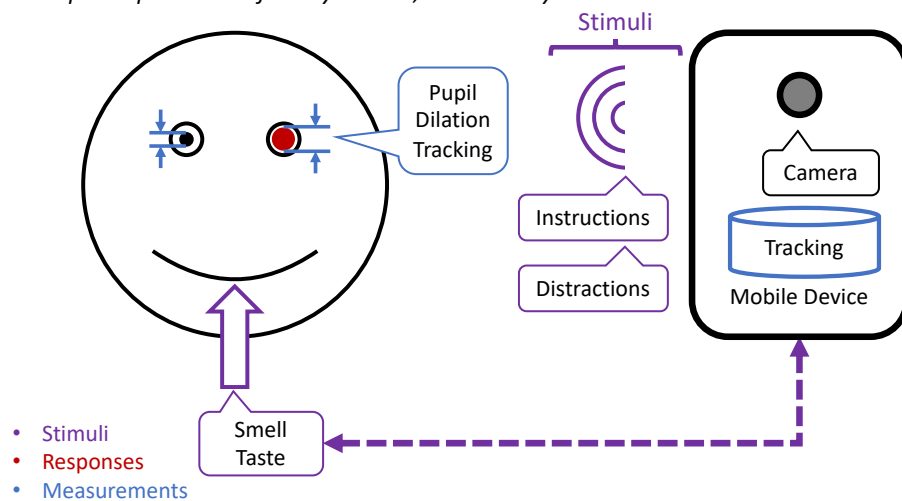 Stimuli
Pupil
Dilation
Tracking
Camera
Instructions
Tracking
Distractions
Mobile Device
Smell
Taste
• Stimuli
• Responses
• Measurements